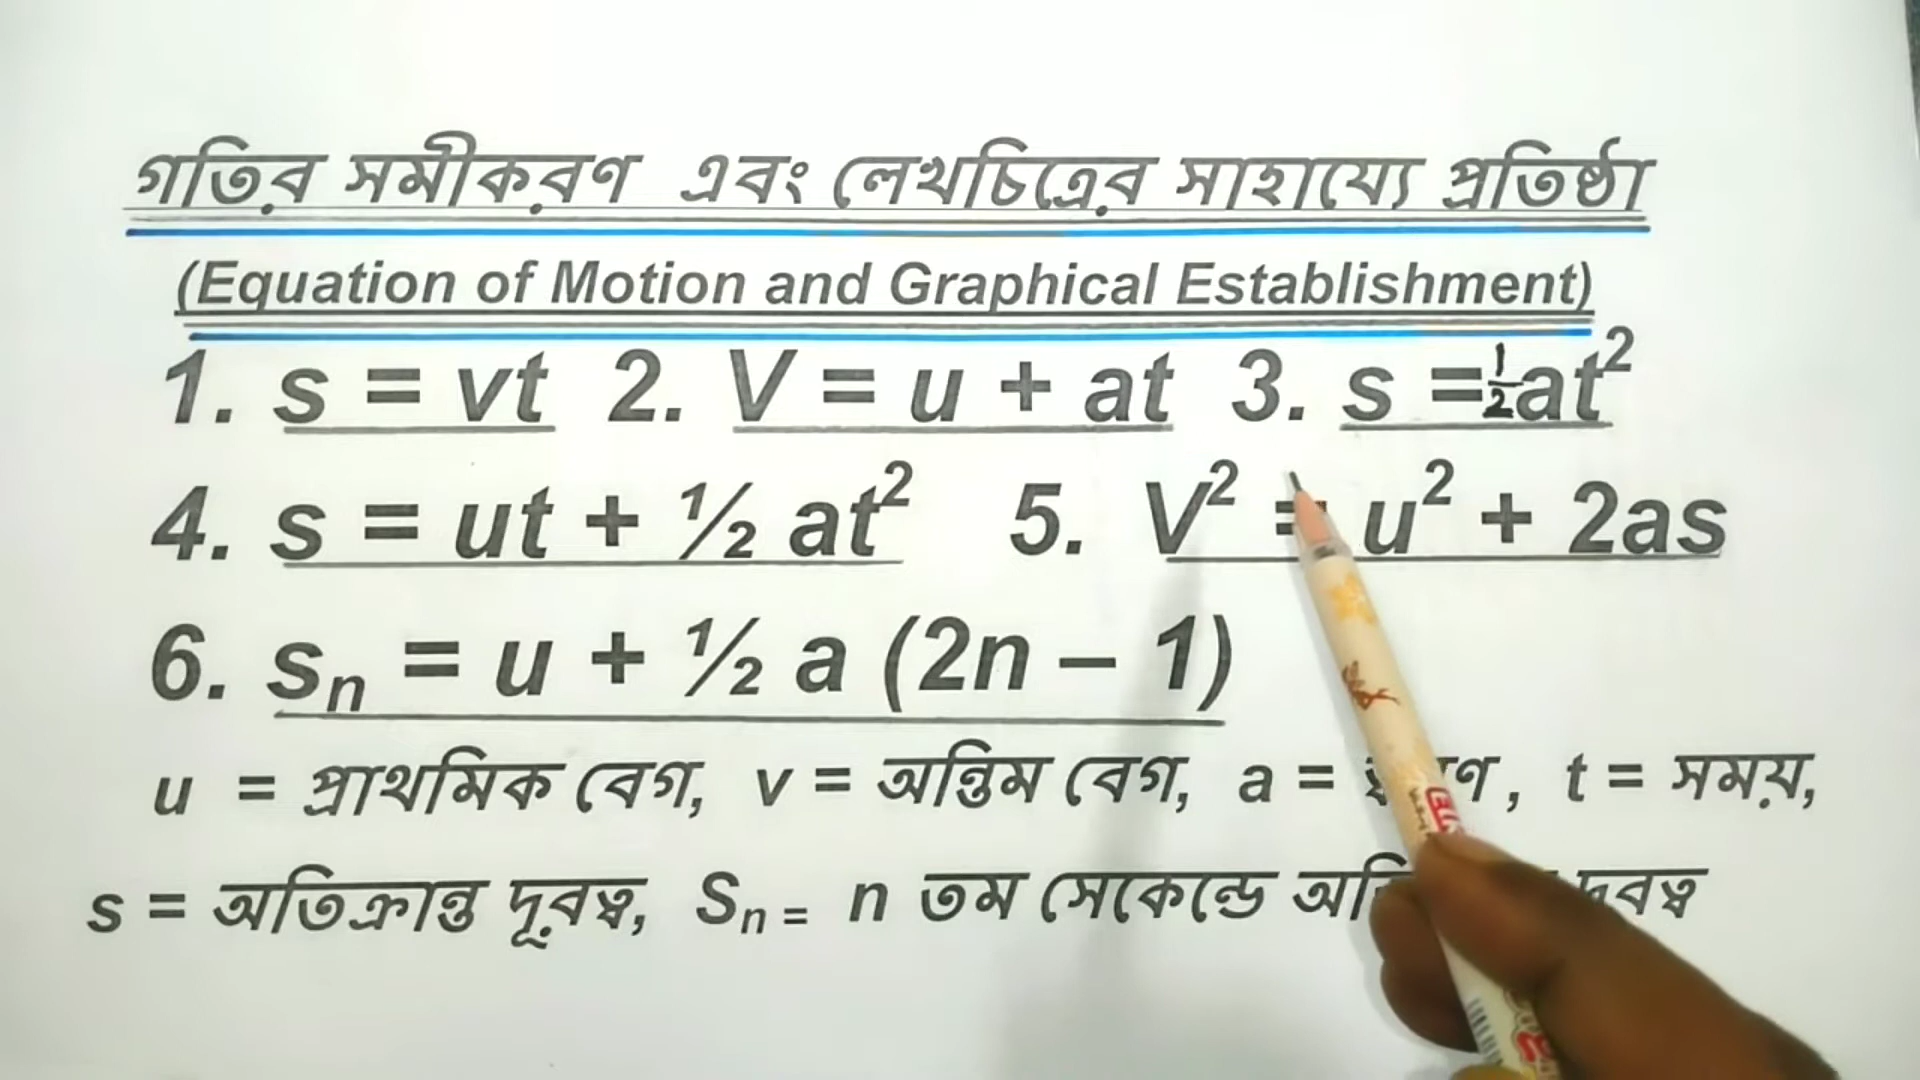 গতির সমীকরণ এবং লেখচিত্রের সাহায্যে প্রতিষ্ঠা
(Equation of Motion and Graphical Establishment)
1. s = vt 2. V = u + at 3. s = ½at²
4. s = ut + ½ at² 5. V² = u² + 2as
6. sₙ = u + ½ a (2n – 1)
u = প্রাথমিক বেগ, v = অন্তিম বেগ, a = , t = সময়,
s = অতিক্রান্ত দূরত্ব, Sₙ = n তম সেকেন্ডে দূরত্ব